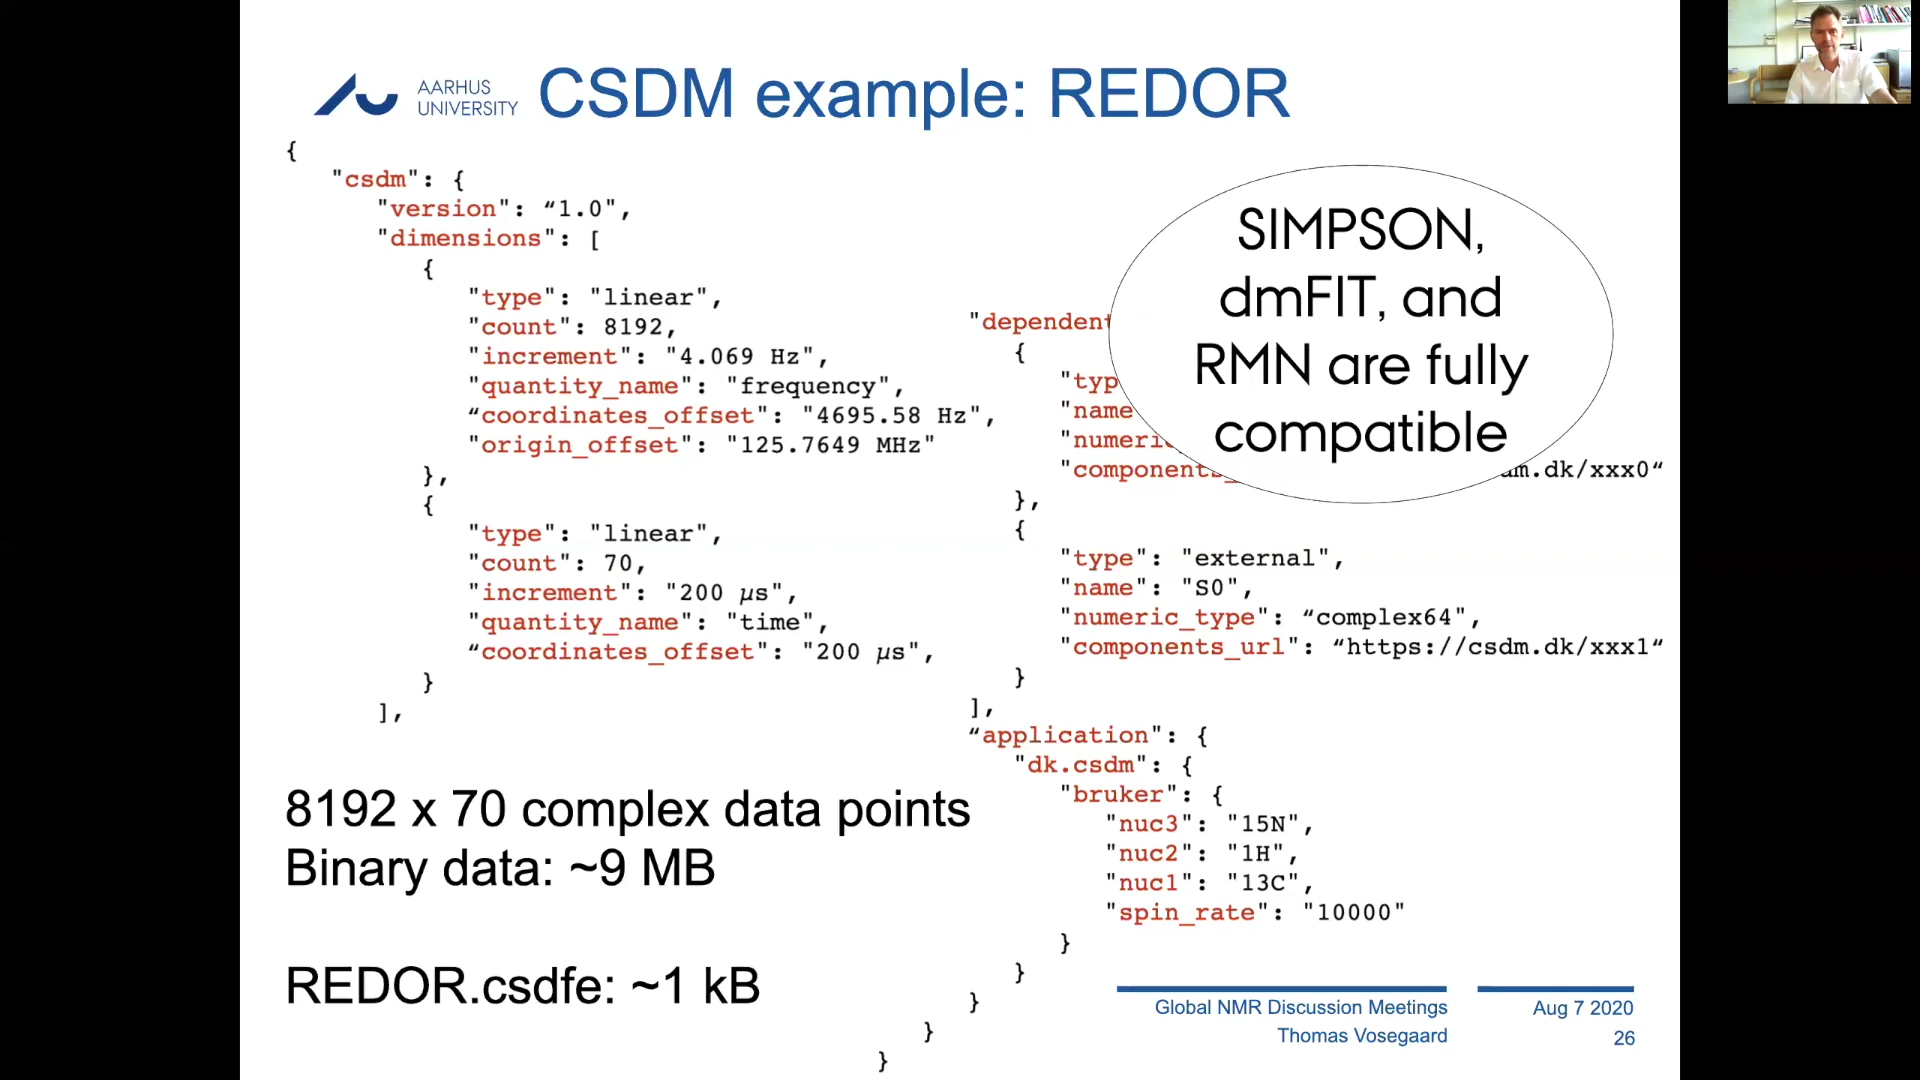 AARHUS
UNIVERSITY
CSDM example: REDOR
{
"csdm": {
"version": “1.0",
"dimensions": [
{
"type": "linear",
"count": 8192,
"increment": "4.069 Hz",
"quantity_name": "frequency",
“coordinates_offset": "4695.58 Hz",
"origin_offset": "125.7649 MHz"
},
{
"type": "linear",
"count": 70,
"increment": "200 µs",
"quantity_name": "time",
“coordinates_offset": "200 µs",
}
],
8192 x 70 complex data points
Binary data: ~9 MB
REDOR.csdfe: ~1 kB
SIMPSON,
dmFIT, and
RMN are fully
compatible
"dependent
{
"typ
"name
"numeric
"components_ dm.dk/xxx0“
},
{
"type": "external",
"name": "S0",
"numeric_type": “complex64",
"components_url": “https://csdm.dk/xxx1“
}
],
“application": {
"dk.csdm": {
"bruker": {
"nuc3": "15N",
"nuc2": "1H",
"nuc1": "13C",
"spin_rate": "10000"
}
}
}
}
}
Global NMR Discussion Meetings
Thomas Vosegaard
Aug 7 2020
26